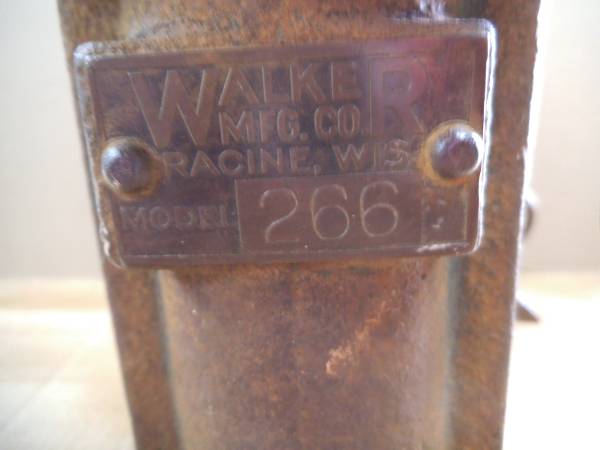 WALKER
MFG. CO.
RACINE, WIS.
MODEL 266